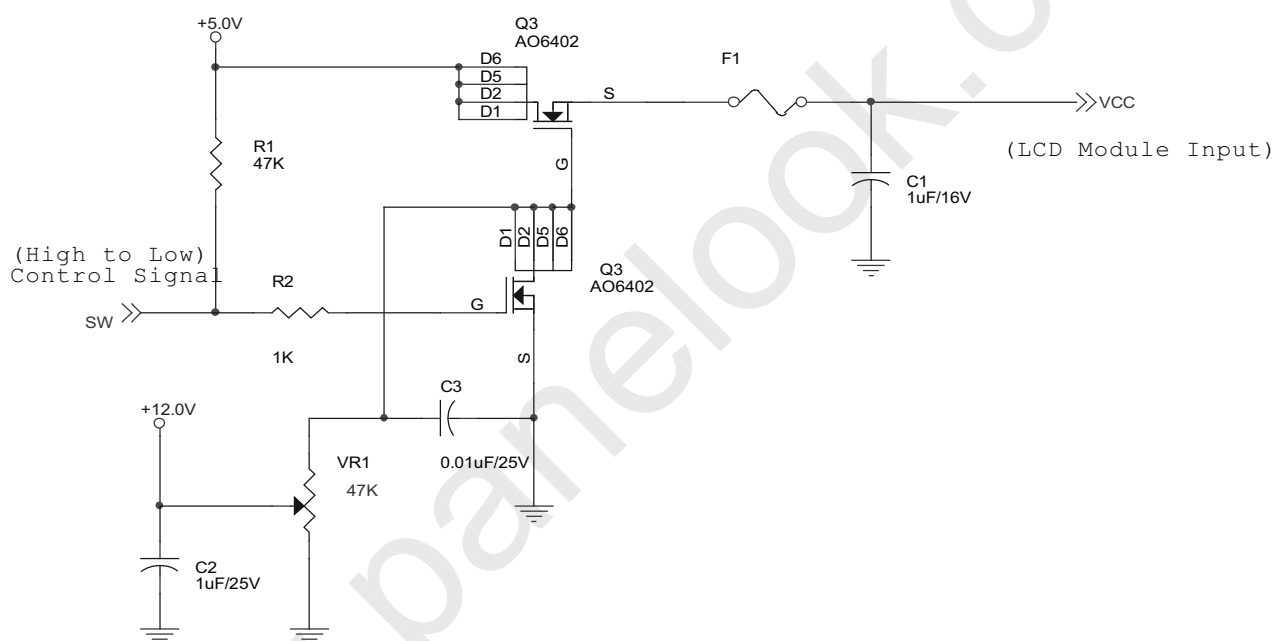 +5.0V
Q3
AO6402
D6
D5
D2
D1
S
F1
VCC
(LCD Module Input)
R1
47K
G
C1
1uF/16V
D1
D2
D5
D6
(High to Low)
Control Signal
Q3
AO6402
R2
G
SW
1K
S
C3
+12.0V
VR1
0.01uF/25V
47K
C2
1uF/25V
panelook.c